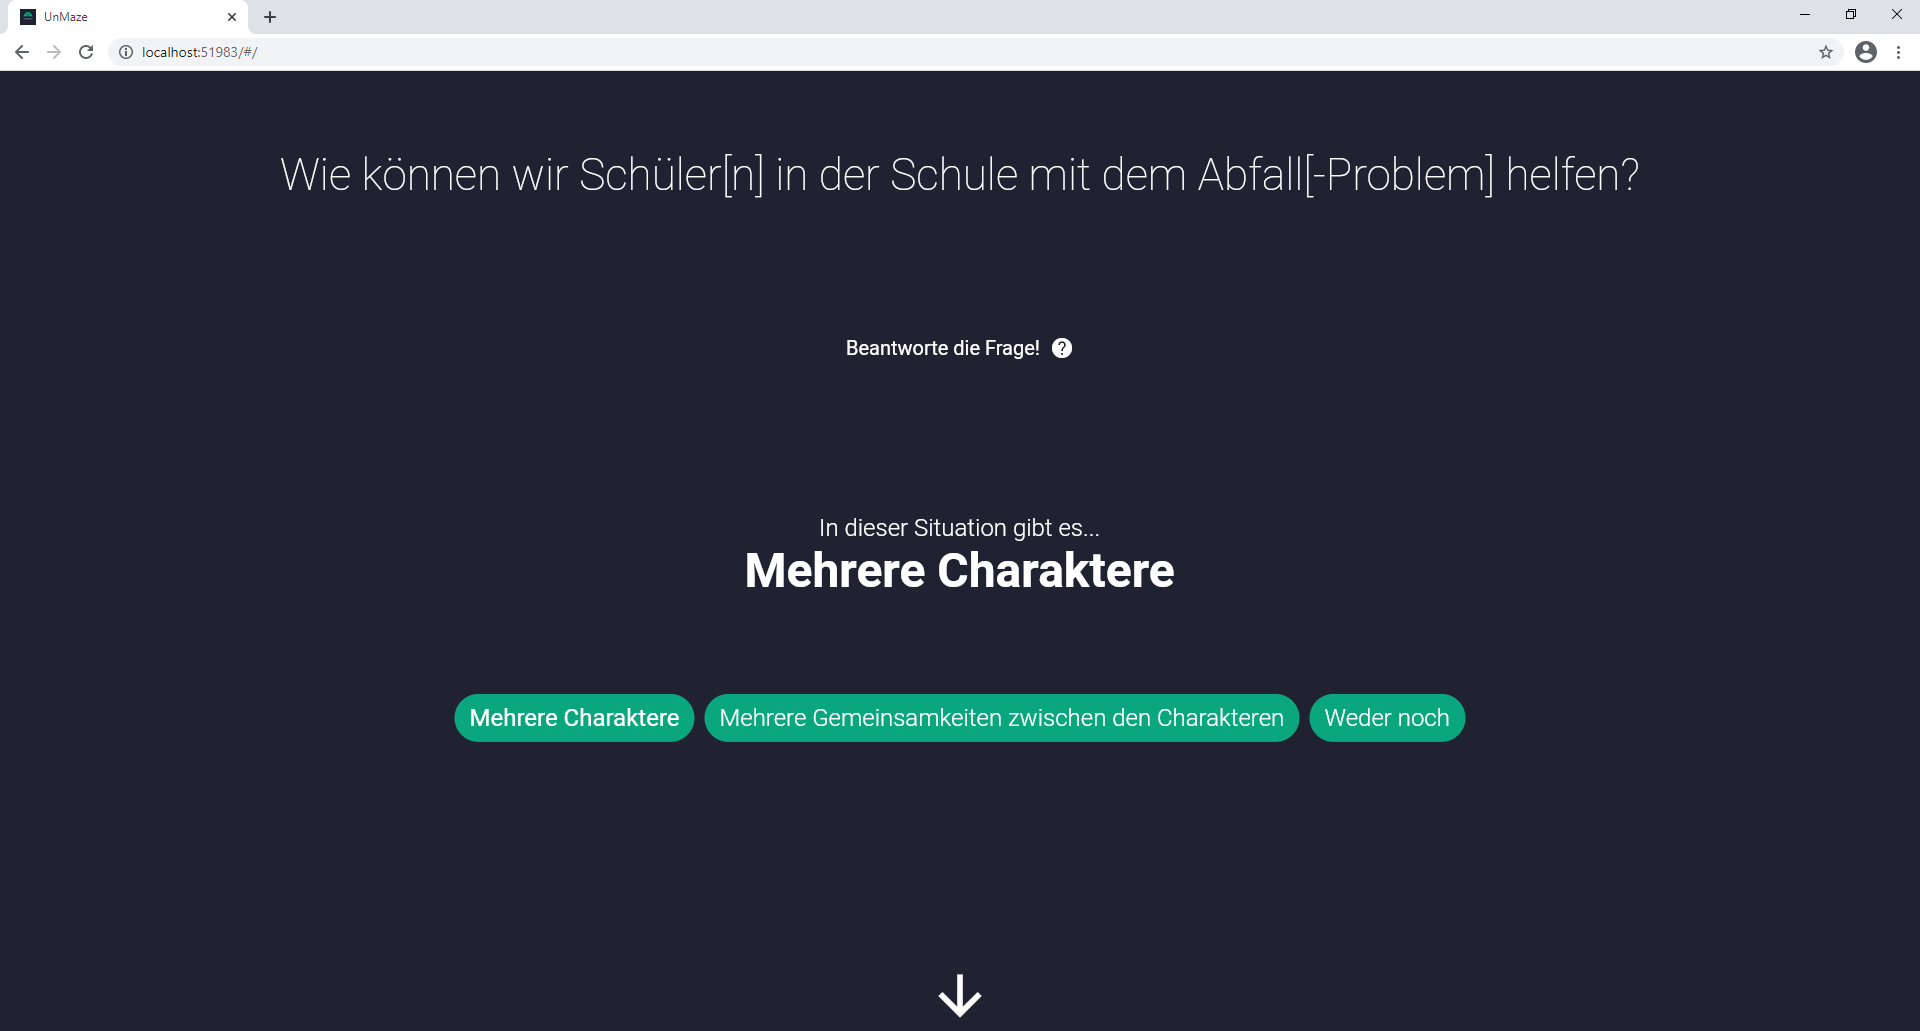 UnMaze
localhost:51983/#/
Wie können wir Schüler[n] in der Schule mit dem Abfall[-Problem] helfen?
Beantworte die Frage! ?
In dieser Situation gibt es...
Mehrere Charaktere
Mehrere Charaktere Mehrere Gemeinsamkeiten zwischen den Charakteren Weder noch